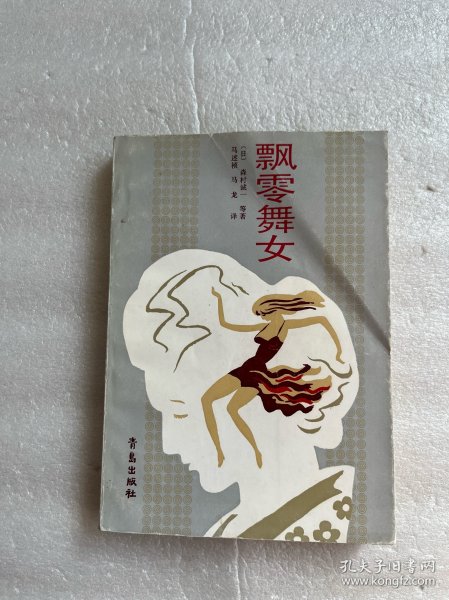 飘零舞女
〔日〕 森村诚一 等著
马述祯 马龙 译
青岛出版社
孔夫子旧书网
www.kongfz.com